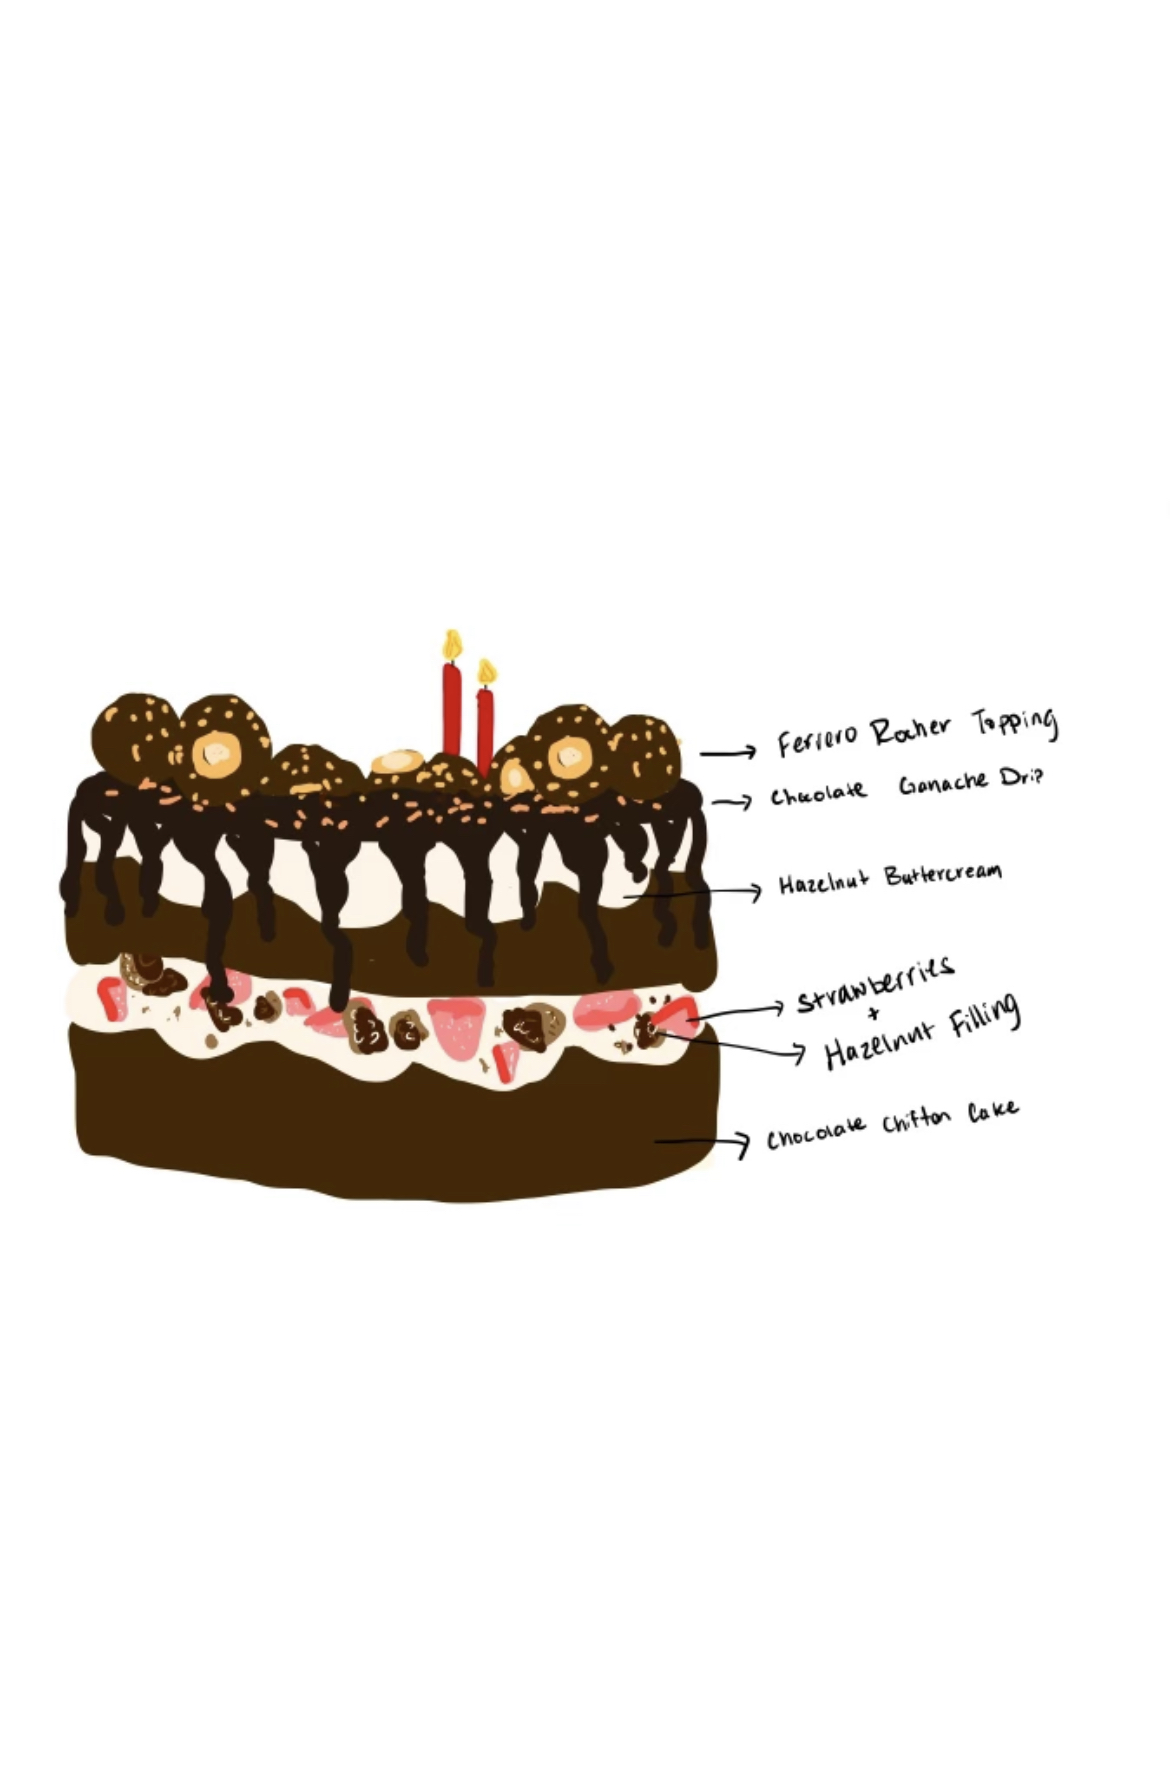 Ferrero Rocher Topping
Chocolate Ganache Drip
Hazelnut Buttercream
Strawberries
+
Hazelnut Filling
Chocolate Chiffon Cake